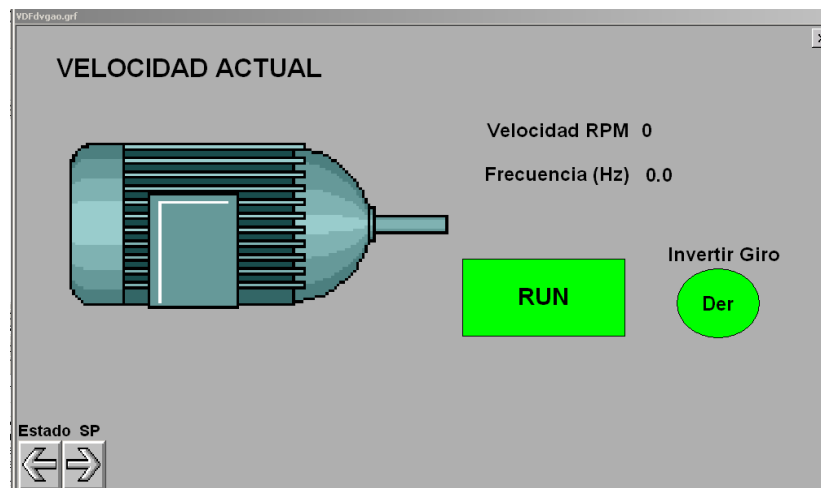 VDFdvgao.grf
VELOCIDAD ACTUAL
Velocidad RPM 0
Frecuencia (Hz) 0.0
Invertir Giro
RUN
Der
Estado SP